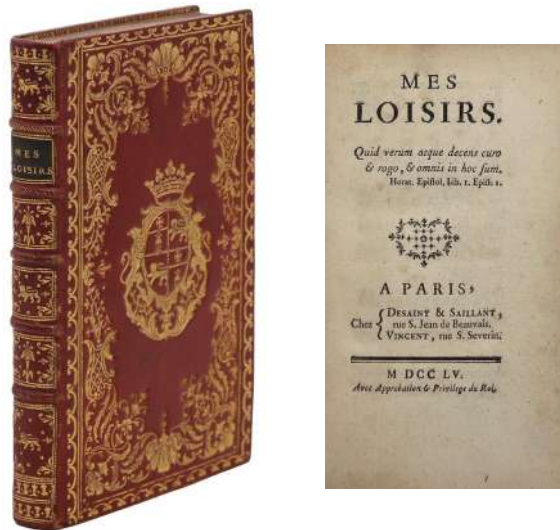 MES
LOISIRS
MES
LOISIRS.
Quid verum atque decens curo
& rogo, & omnis in hoc sum.
Horat. Epistol. lib. 1. Epist. 1.
A PARIS,
Chez { DESAINT & SAILLANT,
rue S. Jean de Beauvais.
VINCENT, rue S. Severin.
M DCC LV.
Avec Approbation & Privilege du Roi.